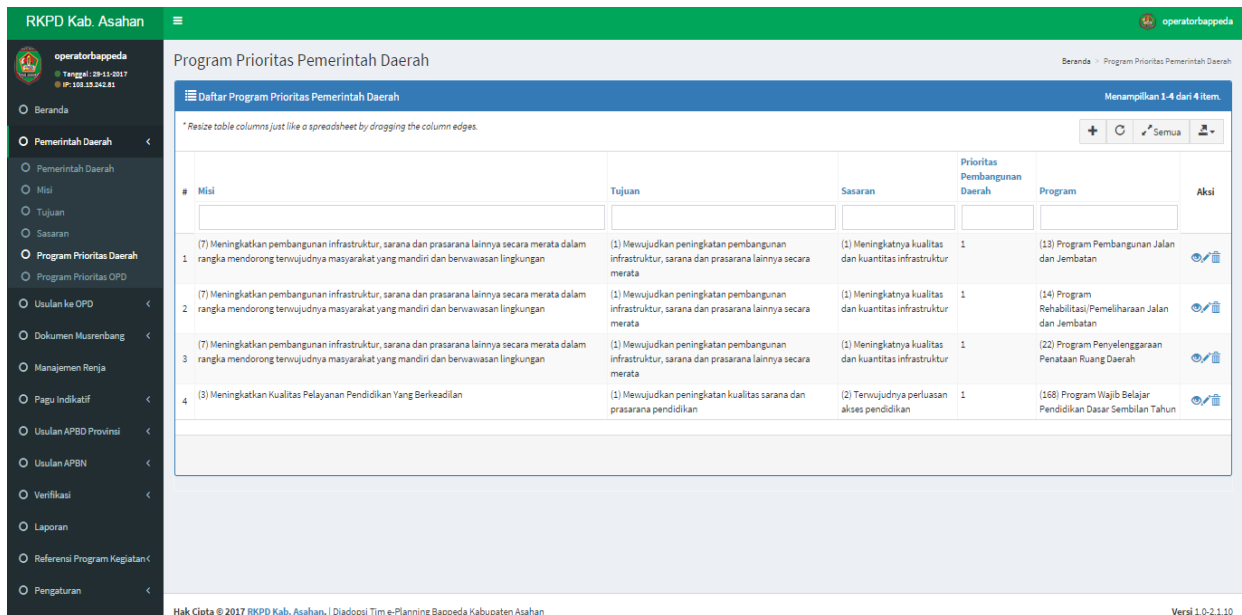 RKPD Kab. Asahan
operatorbappeda
operatorbappeda
Tanggal : 29-11-2017
IP: 103.15.242.81
Beranda
Pemerintah Daerah
Pemerintah Daerah
Misi
Tujuan
Sasaran
Program Prioritas Daerah
Program Prioritas OPD
Usulan ke OPD
Dokumen Musrenbang
Manajemen Renja
Pagu Indikatif
Usulan APBD Provinsi
Usulan APBN
Verifikasi
Laporan
Referensi Program Kegiatan
Pengaturan
Program Prioritas Pemerintah Daerah
Beranda > Program Prioritas Pemerintah Daerah
Daftar Program Prioritas Pemerintah Daerah
Menampilkan 1-4 dari 4 item.
* Resize table columns just like a spreadsheet by dragging the column edges.
Semua
# Misi Tujuan Sasaran Prioritas Pembangunan Daerah Program Aksi
1
(7) Meningkatkan pembangunan infrastruktur, sarana dan prasarana lainnya secara merata dalam
rangka mendorong terwujudnya masyarakat yang mandiri dan berwawasan lingkungan
(1) Mewujudkan peningkatan pembangunan
infrastruktur, sarana dan prasarana lainnya secara
merata
(1) Meningkatnya kualitas
dan kuantitas infrastruktur
1
(13) Program Pembangunan Jalan
dan Jembatan
2
(7) Meningkatkan pembangunan infrastruktur, sarana dan prasarana lainnya secara merata dalam
rangka mendorong terwujudnya masyarakat yang mandiri dan berwawasan lingkungan
(1) Mewujudkan peningkatan pembangunan
infrastruktur, sarana dan prasarana lainnya secara
merata
(1) Meningkatnya kualitas
dan kuantitas infrastruktur
1
(14) Program
Rehabilitasi/Pemeliharaan Jalan
dan Jembatan
3
(7) Meningkatkan pembangunan infrastruktur, sarana dan prasarana lainnya secara merata dalam
rangka mendorong terwujudnya masyarakat yang mandiri dan berwawasan lingkungan
(1) Mewujudkan peningkatan pembangunan
infrastruktur, sarana dan prasarana lainnya secara
merata
(1) Meningkatnya kualitas
dan kuantitas infrastruktur
1
(22) Program Penyelenggaraan
Penataan Ruang Daerah
4
(3) Meningkatkan Kualitas Pelayanan Pendidikan Yang Berkeadilan
(1) Mewujudkan peningkatan kualitas sarana dan
prasarana pendidikan
(2) Terwujudnya perluasan
akses pendidikan
1
(168) Program Wajib Belajar
Pendidikan Dasar Sembilan Tahun
Hak Cipta © 2017 RKPD Kab. Asahan. | Diadopsi Tim e-Planning Bappeda Kabupaten Asahan
Versi 1.0-2.1.10